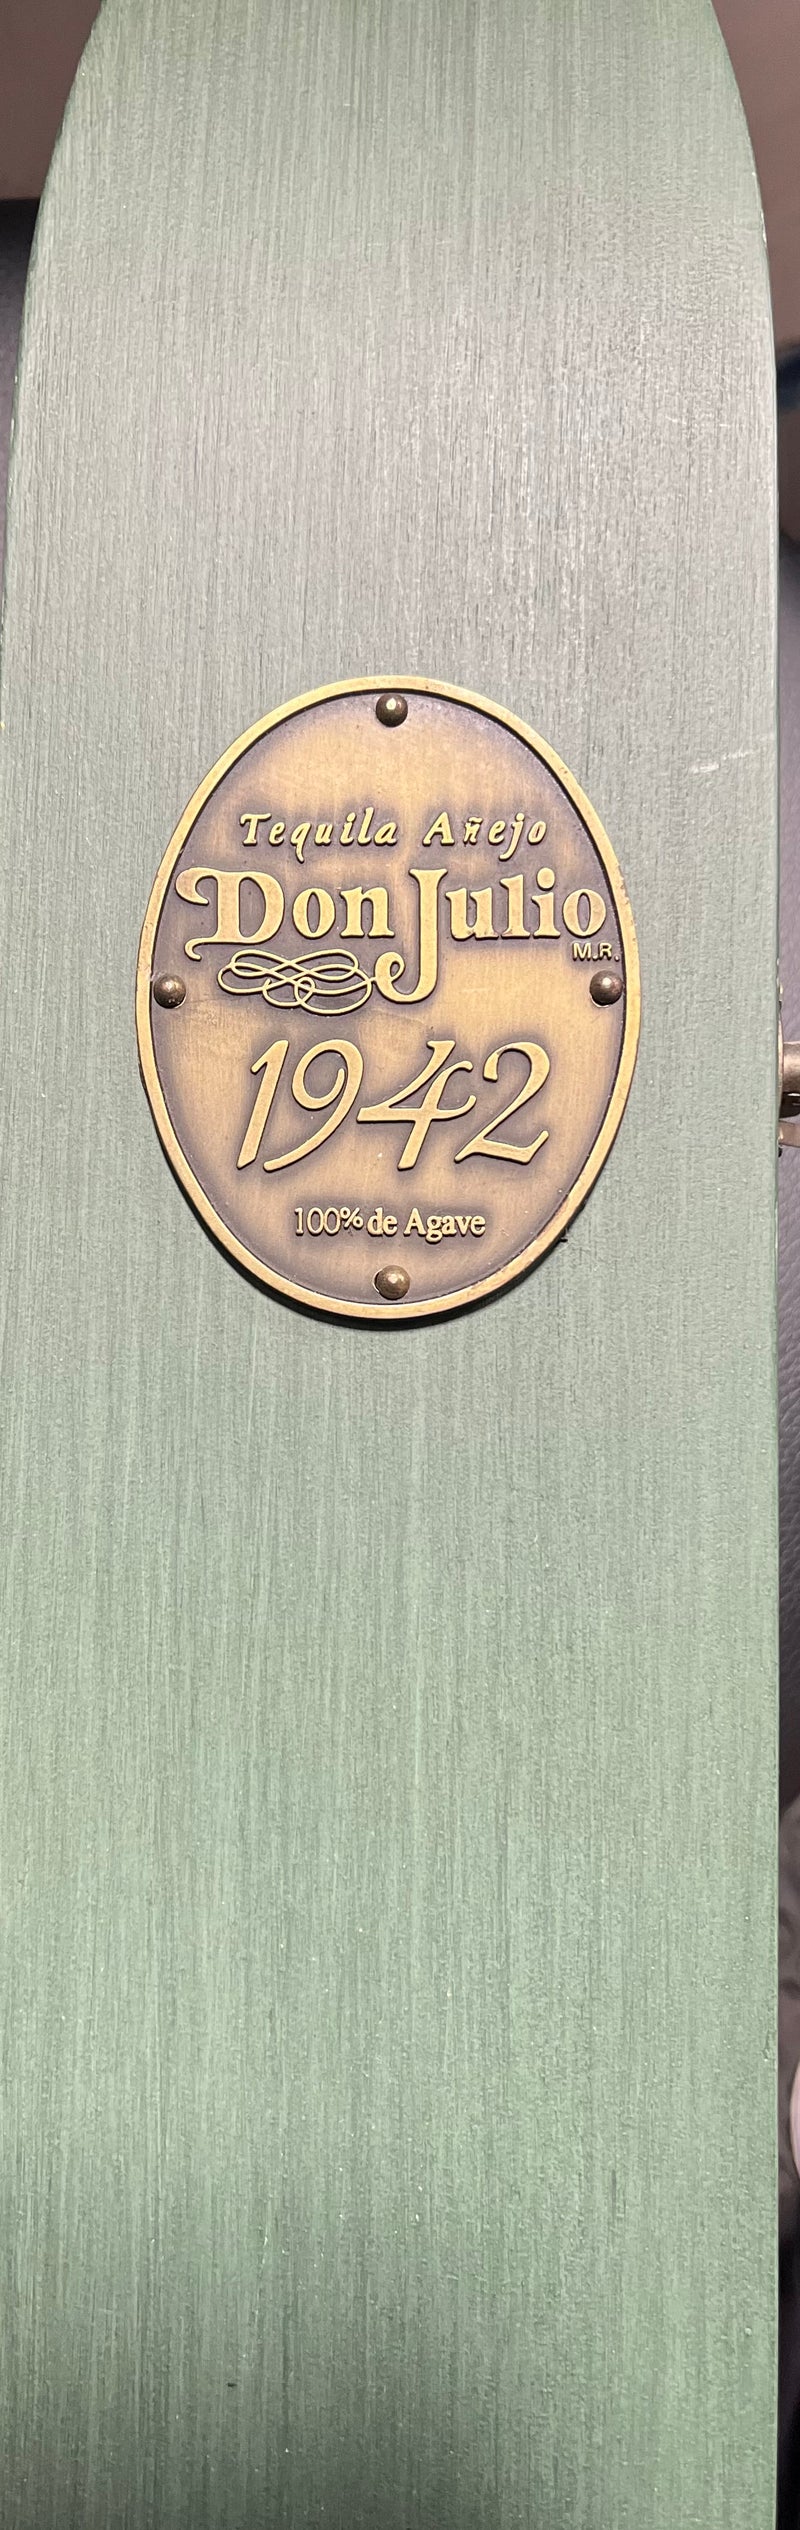 Tequila Añejo
Don Julio
M.R.
1942
100% de Agave